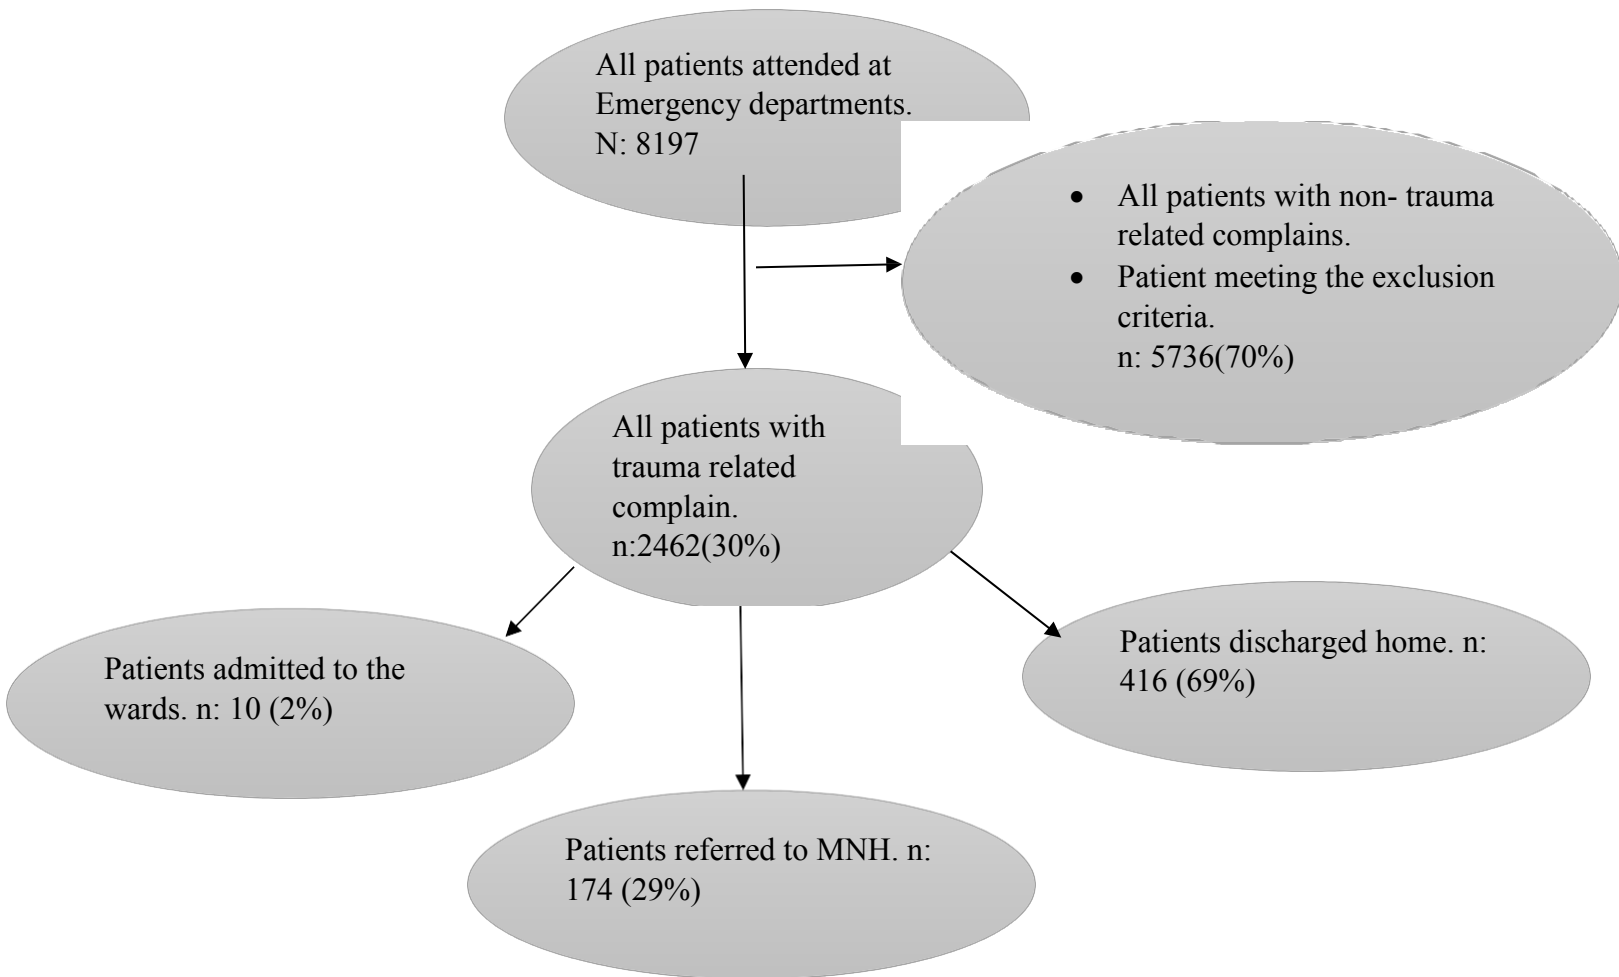 All patients attended at
Emergency departments.
N: 8197
• All patients with non- trauma
related complains.
• Patient meeting the exclusion
criteria.
n: 5736(70%)
All patients with
trauma related
complain.
n:2462(30%)
Patients admitted to the
wards. n: 10 (2%)
Patients discharged home. n:
416 (69%)
Patients referred to MNH. n:
174 (29%)